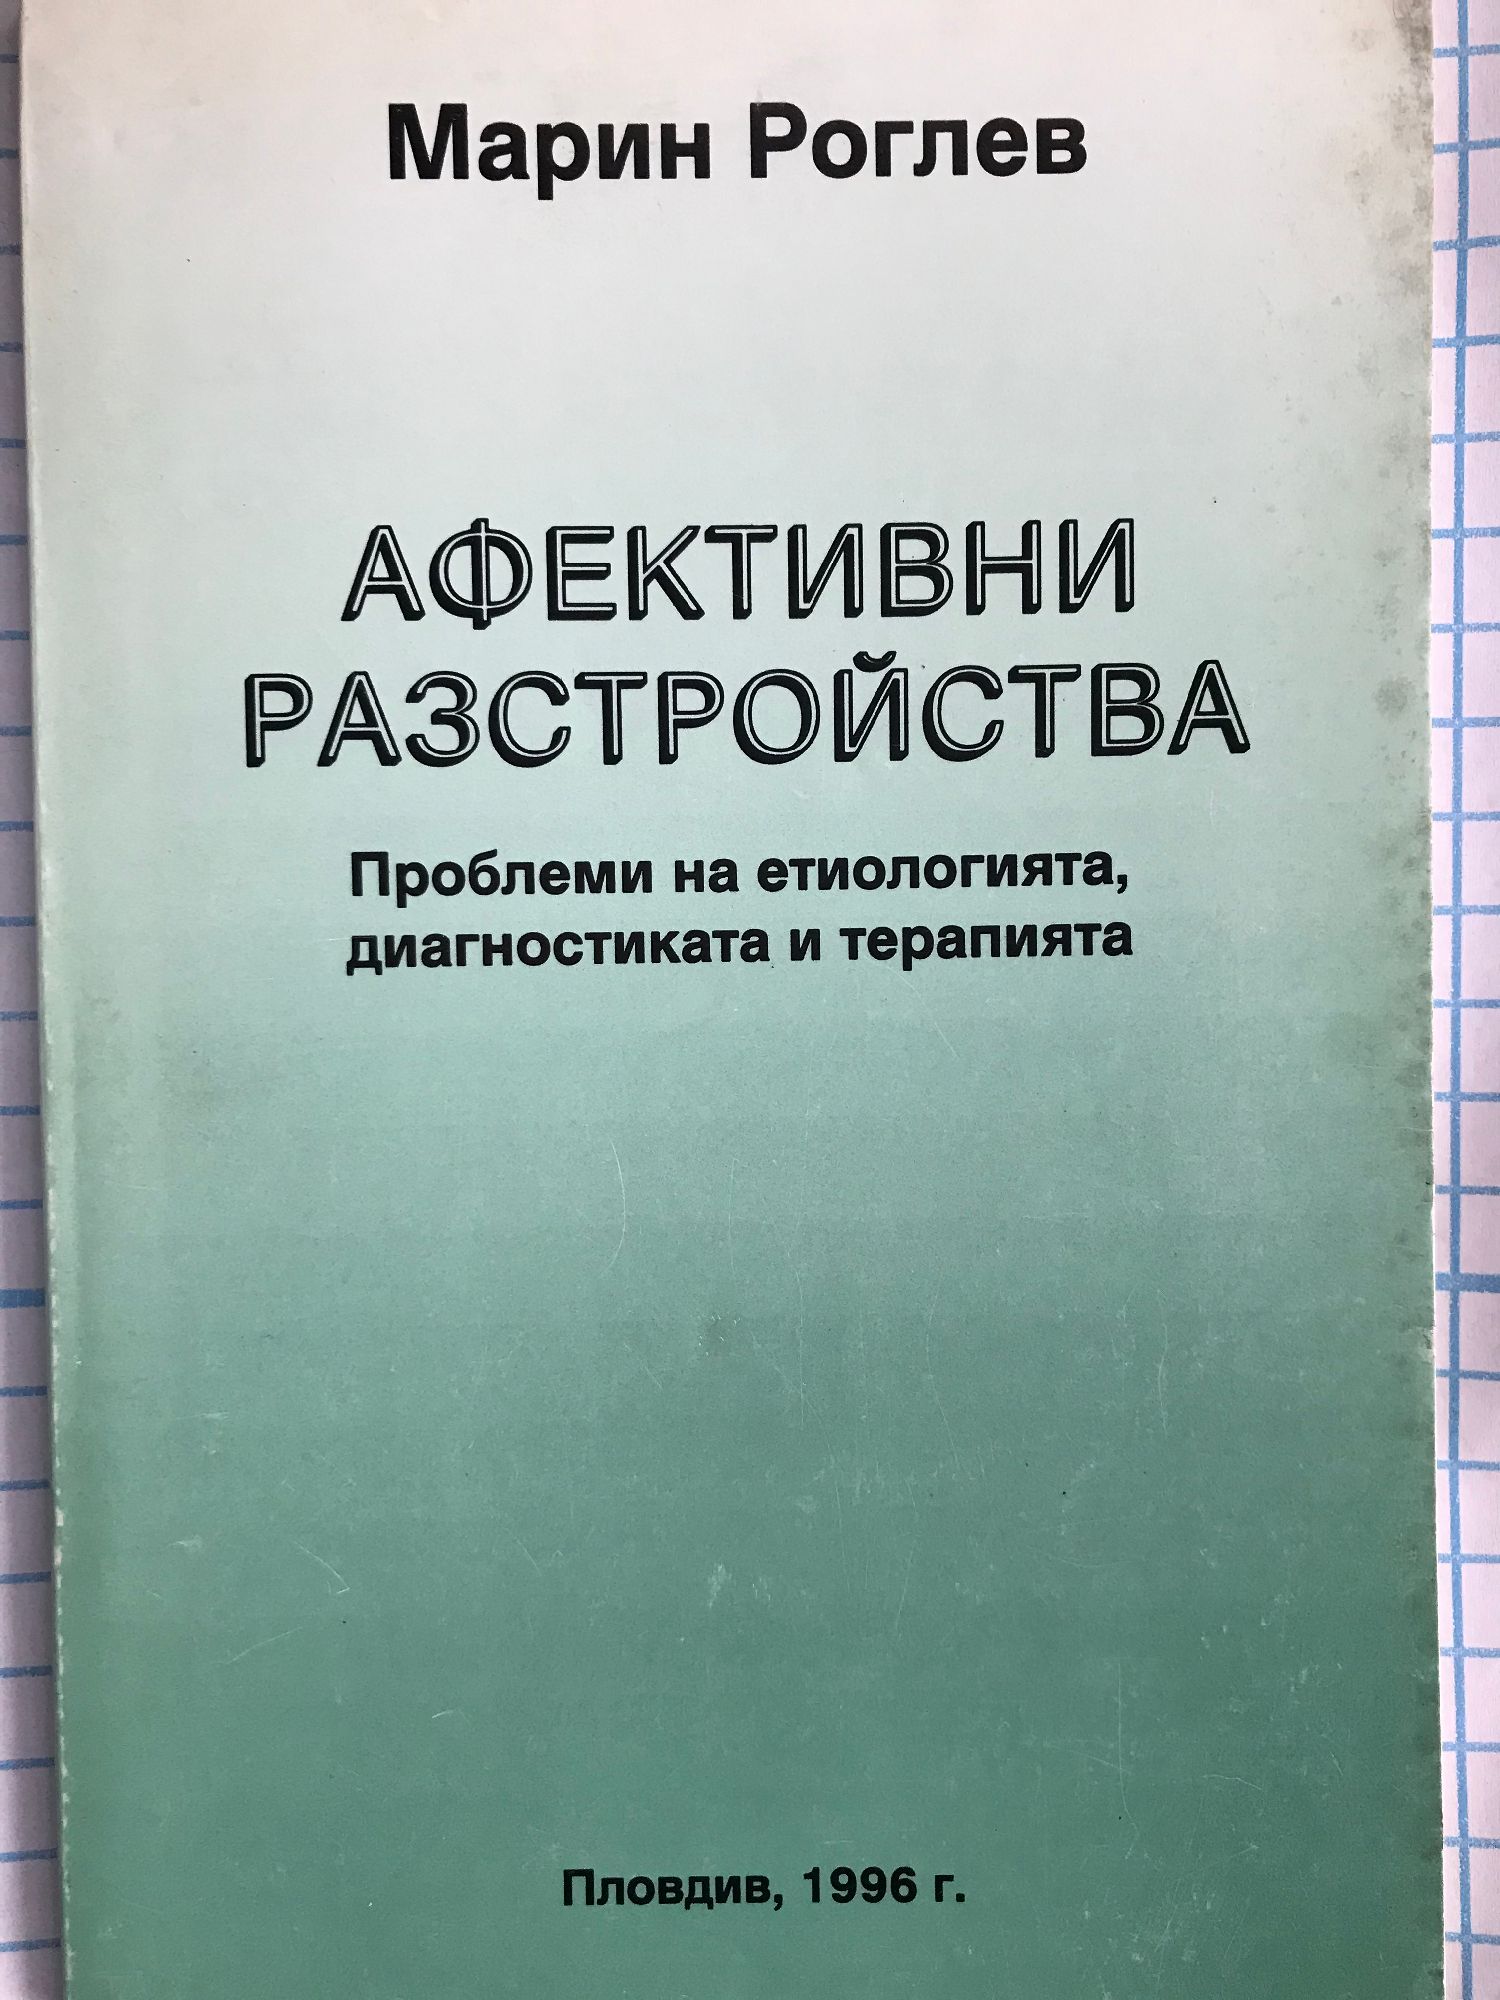 Марин Роглев
АФЕКТИВНИ
РАЗСТРОЙСТВА
Проблеми на етиологията,
диагностиката и терапията
Пловдив, 1996 г.